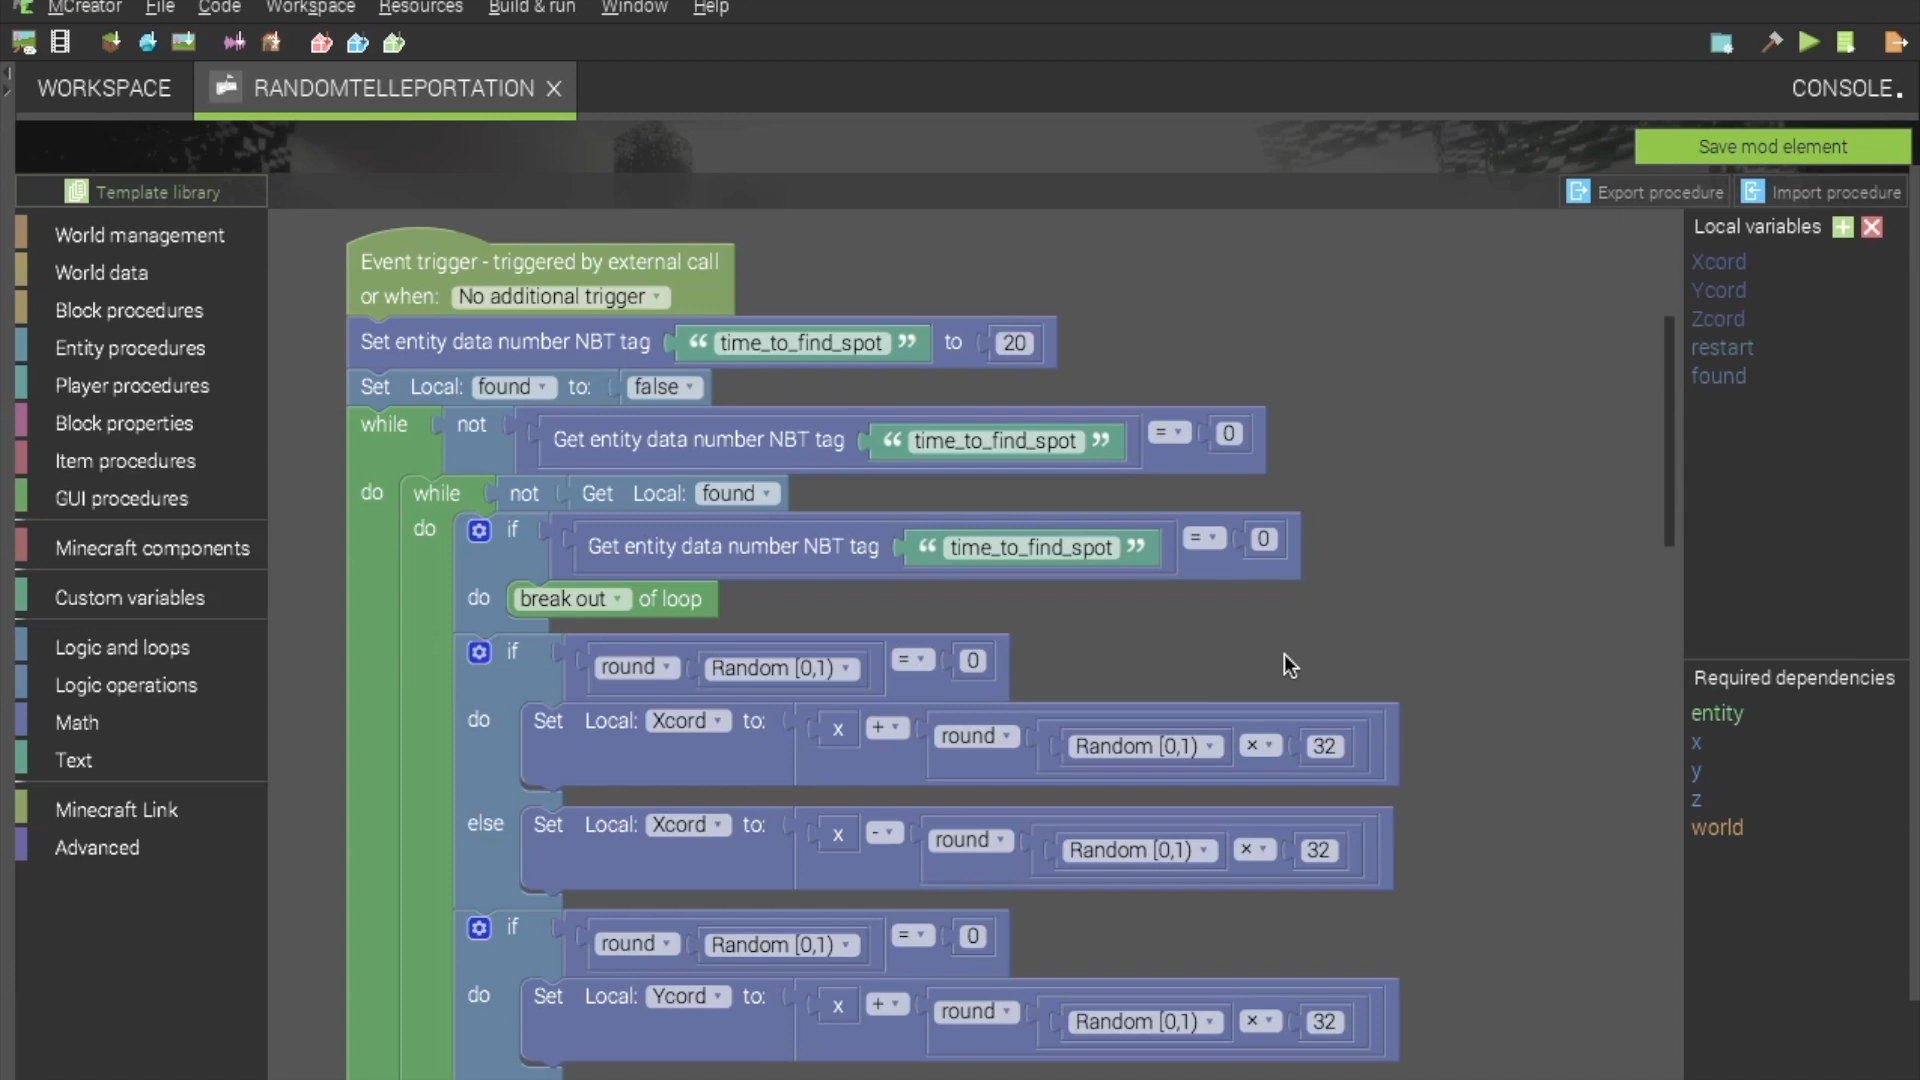 MCreator File Code Workspace Resources Build & run Window Help
WORKSPACE RANDOMTELLEPORTATION CONSOLE
Save mod element
Template library Export procedure Import procedure
World management
World data
Block procedures
Entity procedures
Player procedures
Block properties
Item procedures
GUI procedures
Minecraft components
Custom variables
Logic and loops
Logic operations
Math
Text
Minecraft Link
Advanced
Event trigger - triggered by external call
or when: No additional trigger
Set entity data number NBT tag “ time_to_find_spot ” to 20
Set Local: found to: false
while not Get entity data number NBT tag “ time_to_find_spot ” = 0
do while not Get Local: found
do if Get entity data number NBT tag “ time_to_find_spot ” = 0
do break out of loop
if round Random [0,1) = 0
do Set Local: Xcord to: x + round Random [0,1) × 32
else Set Local: Xcord to: x - round Random [0,1) × 32
if round Random [0,1) = 0
do Set Local: Ycord to: x + round Random [0,1) × 32
Local variables
Xcord
Ycord
Zcord
restart
found
Required dependencies
entity
x
y
z
world